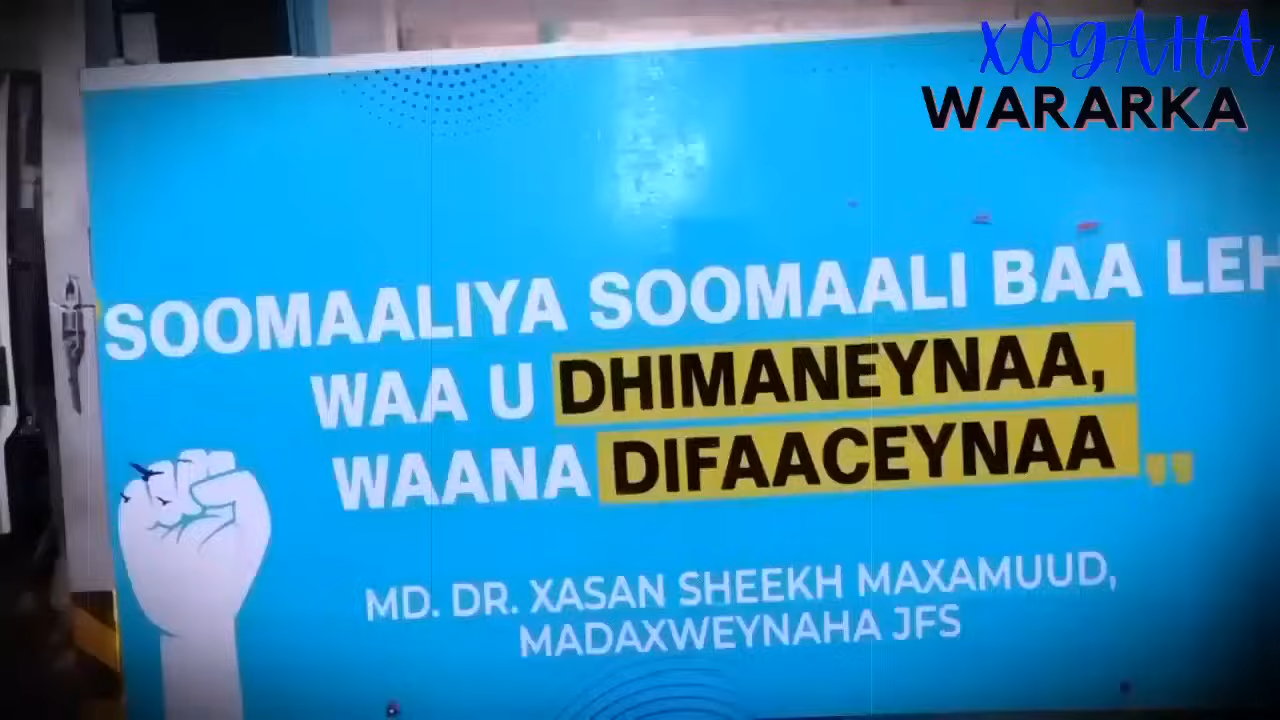 XOGAHA
WARARKA
SOOMAALIYA SOOMAALI BAA LEH
WAA U DHIMANEYNAA,
WAANA DIFAACEYNAA "
MD. DR. XASAN SHEEKH MAXAMUUD,
MADAXWEYNAHA JFS